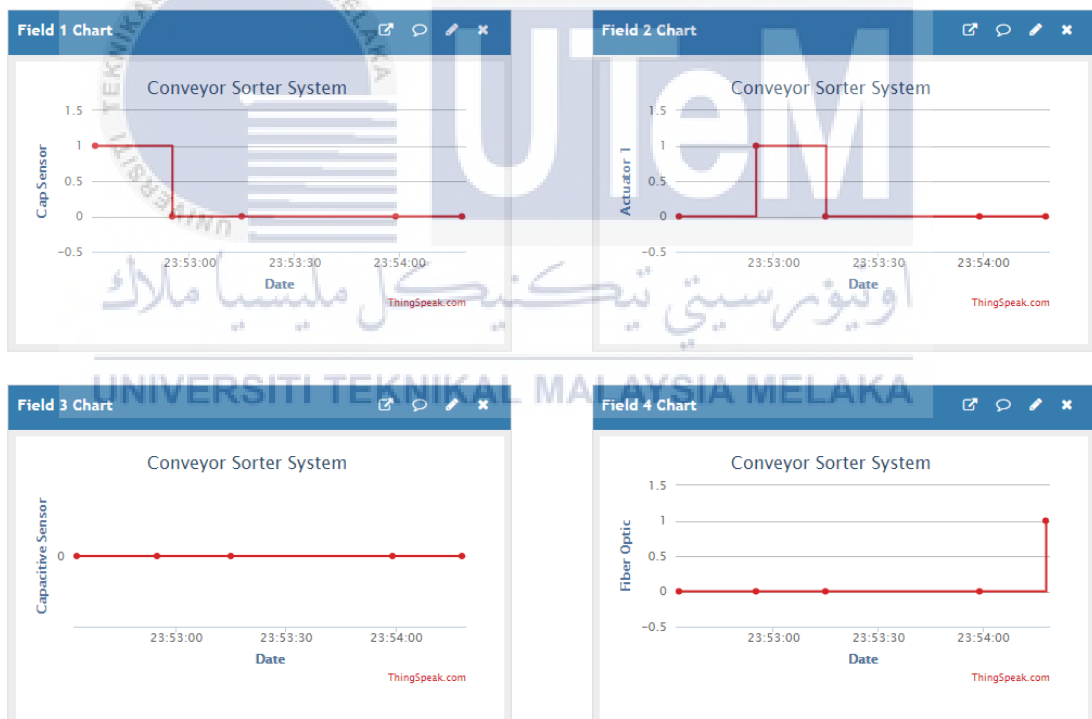 Field 1 Chart
Conveyor Sorter System
Cap Sensor
1.5
1
0.5
0
-0.5
23:53:00 23:53:30 23:54:00
Date
ThingSpeak.com
Field 2 Chart
Conveyor Sorter System
Actuator 1
1.5
1
0.5
0
-0.5
23:53:00 23:53:30 23:54:00
Date
ThingSpeak.com
UTeM
اونيۏرسيتي تيكنيكل مليسيا ملاك
UNIVERSITI TEKNIKAL MALAYSIA MELAKA
Field 3 Chart
Conveyor Sorter System
Capacitive Sensor
0
23:53:00 23:53:30 23:54:00
Date
ThingSpeak.com
Field 4 Chart
Conveyor Sorter System
Fiber Optic
1.5
1
0.5
0
-0.5
23:53:00 23:53:30 23:54:00
Date
ThingSpeak.com